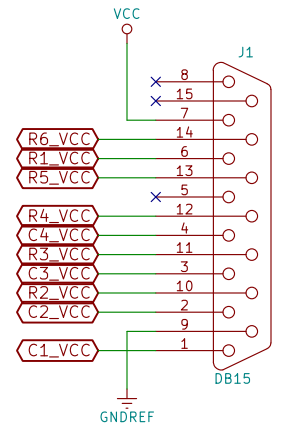 VCC
J1
8
15
7
R6_VCC 14
R1_VCC 6
R5_VCC 13
5
R4_VCC 12
C4_VCC 4
R3_VCC 11
C3_VCC 3
R2_VCC 10
C2_VCC 2
9
C1_VCC 1
DB15
GNDREF